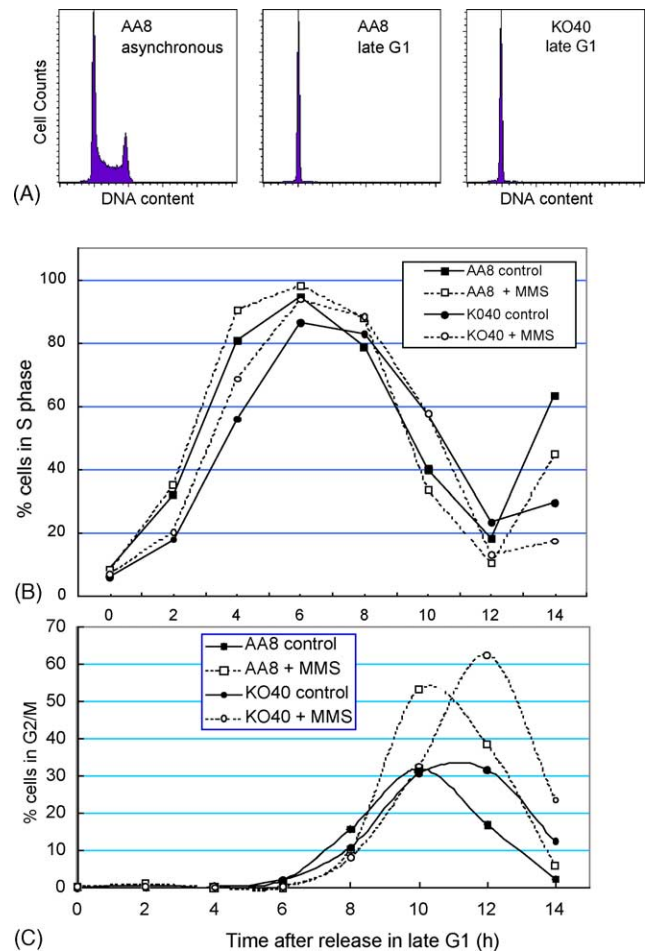 AA8
asynchronous
AA8
late G1
KO40
late G1
Cell Counts
(A)
DNA content
DNA content
100
80
60
40
20
0
% cells in S phase
AA8 control
AA8 + MMS
K040 control
KO40 + MMS
(B)
0 2 4 6 8 10 12 14
70
60
50
40
30
20
10
0
% cells in G2/M
AA8 control
AA8 + MMS
KO40 control
KO40 + MMS
0 2 4 6 8 10 12 14
(C)
Time after release in late G1 (h)